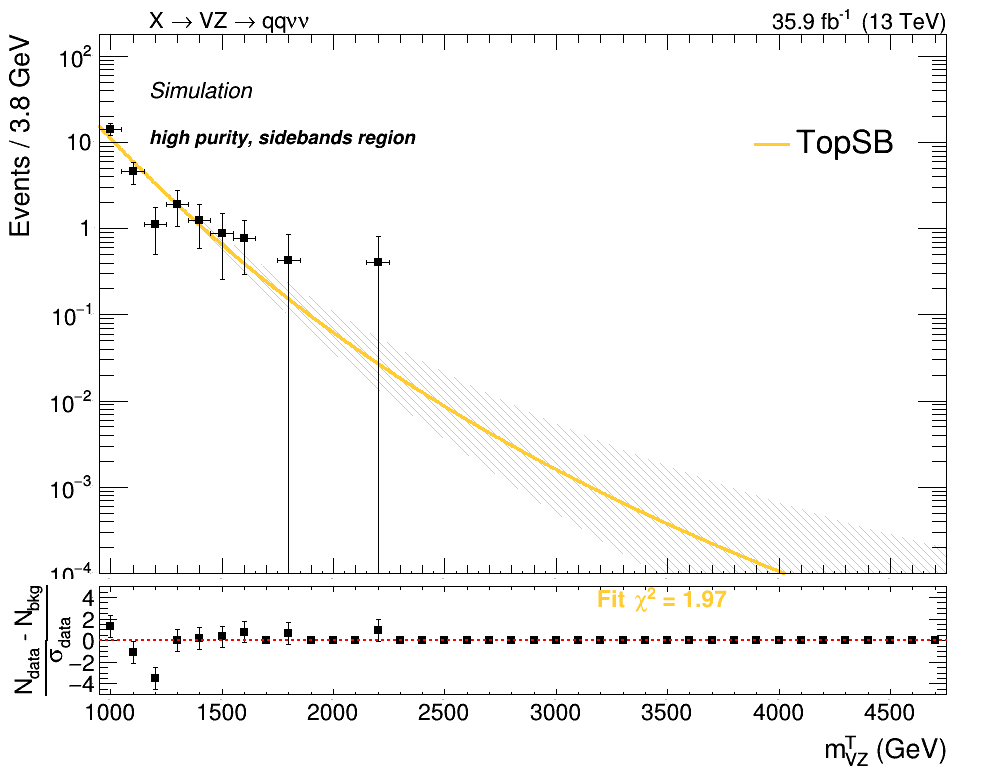 X → VZ → qqνν
35.9 fb⁻¹ (13 TeV)
Events / 3.8 GeV
10²
10
1
10⁻¹
10⁻²
10⁻³
10⁻⁴
Simulation
high purity, sidebands region
TopSB
N_data - N_bkg
σ_data
4
2
0
−2
−4
Fit χ² = 1.97
1000 1500 2000 2500 3000 3500 4000 4500
m^T_VZ (GeV)